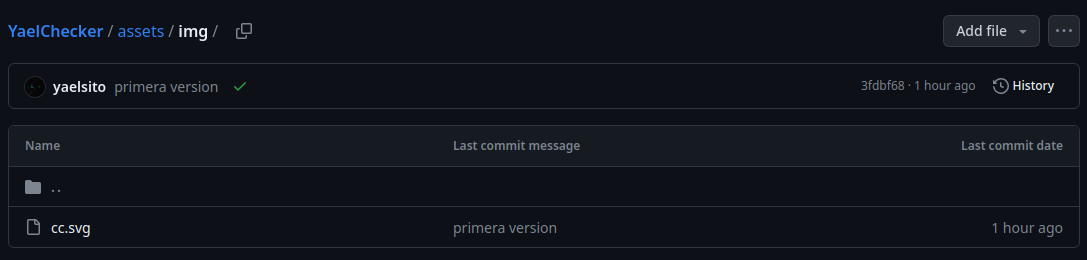 YaelChecker / assets / img /
Add file
yaelsito primera version
3fdbf68 · 1 hour ago
History
Name Last commit message Last commit date
..
cc.svg primera version 1 hour ago